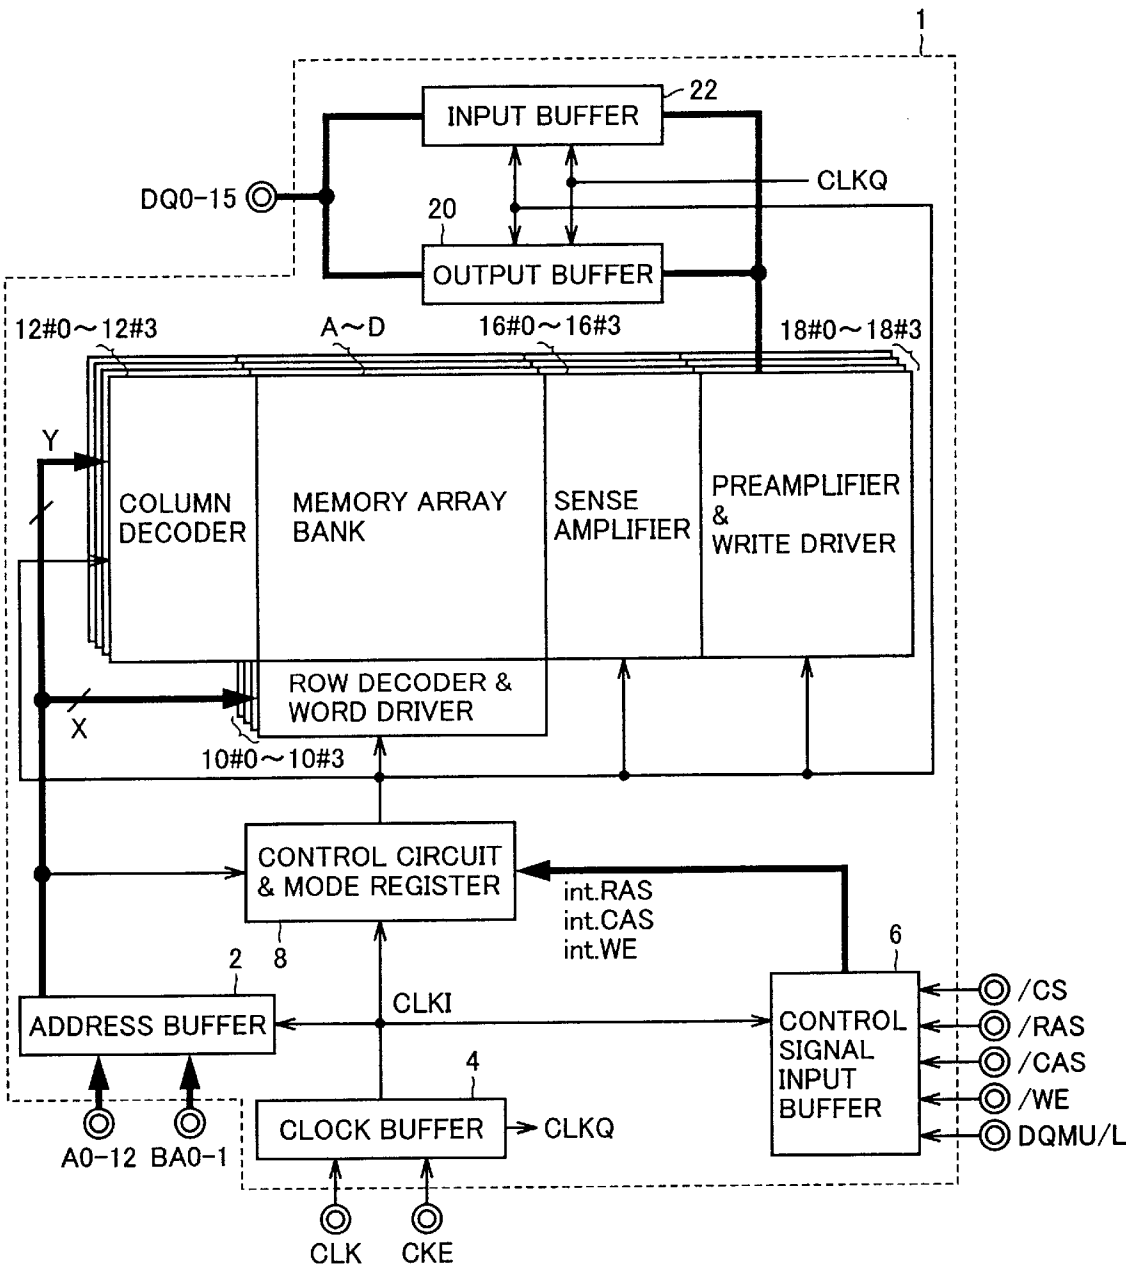 1
INPUT BUFFER
22
DQ0-15
CLKQ
20
OUTPUT BUFFER
12#0~12#3
A~D
16#0~16#3
18#0~18#3
Y
COLUMN
DECODER
MEMORY ARRAY
BANK
SENSE
AMPLIFIER
PREAMPLIFIER
&
WRITE DRIVER
X
ROW DECODER &
WORD DRIVER
10#0~10#3
CONTROL CIRCUIT
& MODE REGISTER
8
int.RAS
int.CAS
int.WE
6
2
ADDRESS BUFFER
CLKI
CONTROL
SIGNAL
INPUT
BUFFER
/CS
/RAS
/CAS
/WE
DQMU/L
4
CLOCK BUFFER
CLKQ
A0-12
BA0-1
CLK
CKE